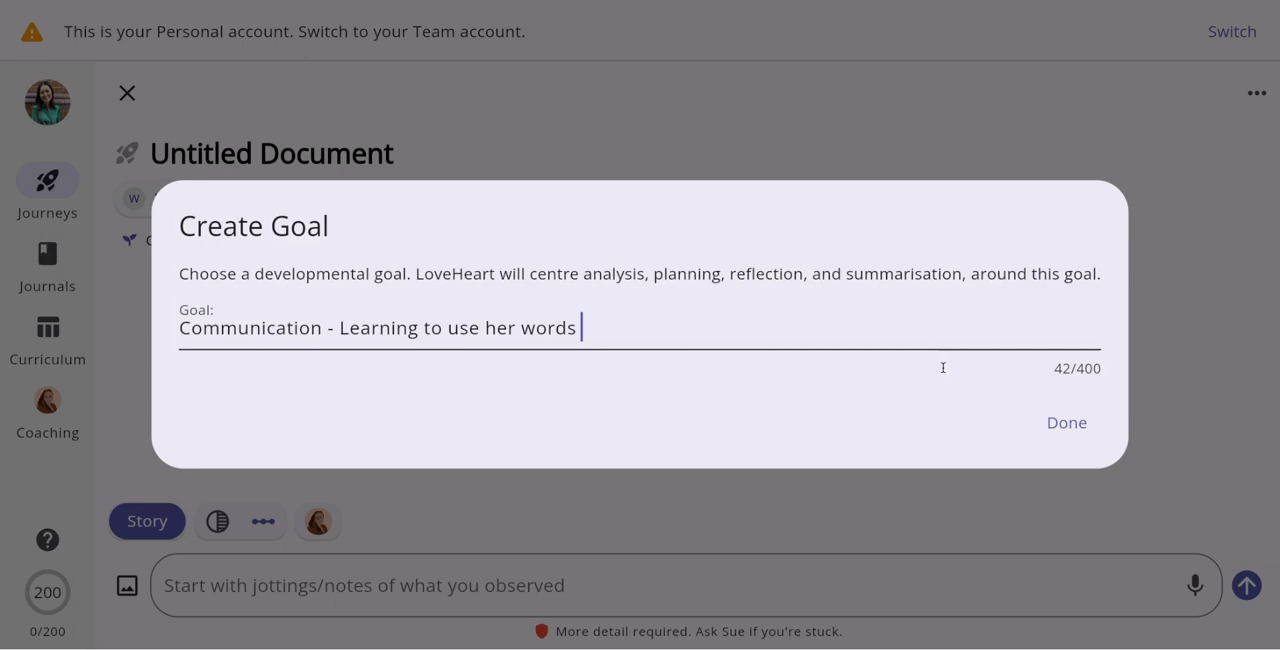 This is your Personal account. Switch to your Team account.
Switch
Untitled Document
W
Journeys
Create Goal
Choose a developmental goal. LoveHeart will centre analysis, planning, reflection, and summarisation, around this goal.
Goal:
Communication - Learning to use her words
42/400
Done
Journals
Curriculum
Coaching
Story
200
0/200
Start with jottings/notes of what you observed
More detail required. Ask Sue if you're stuck.